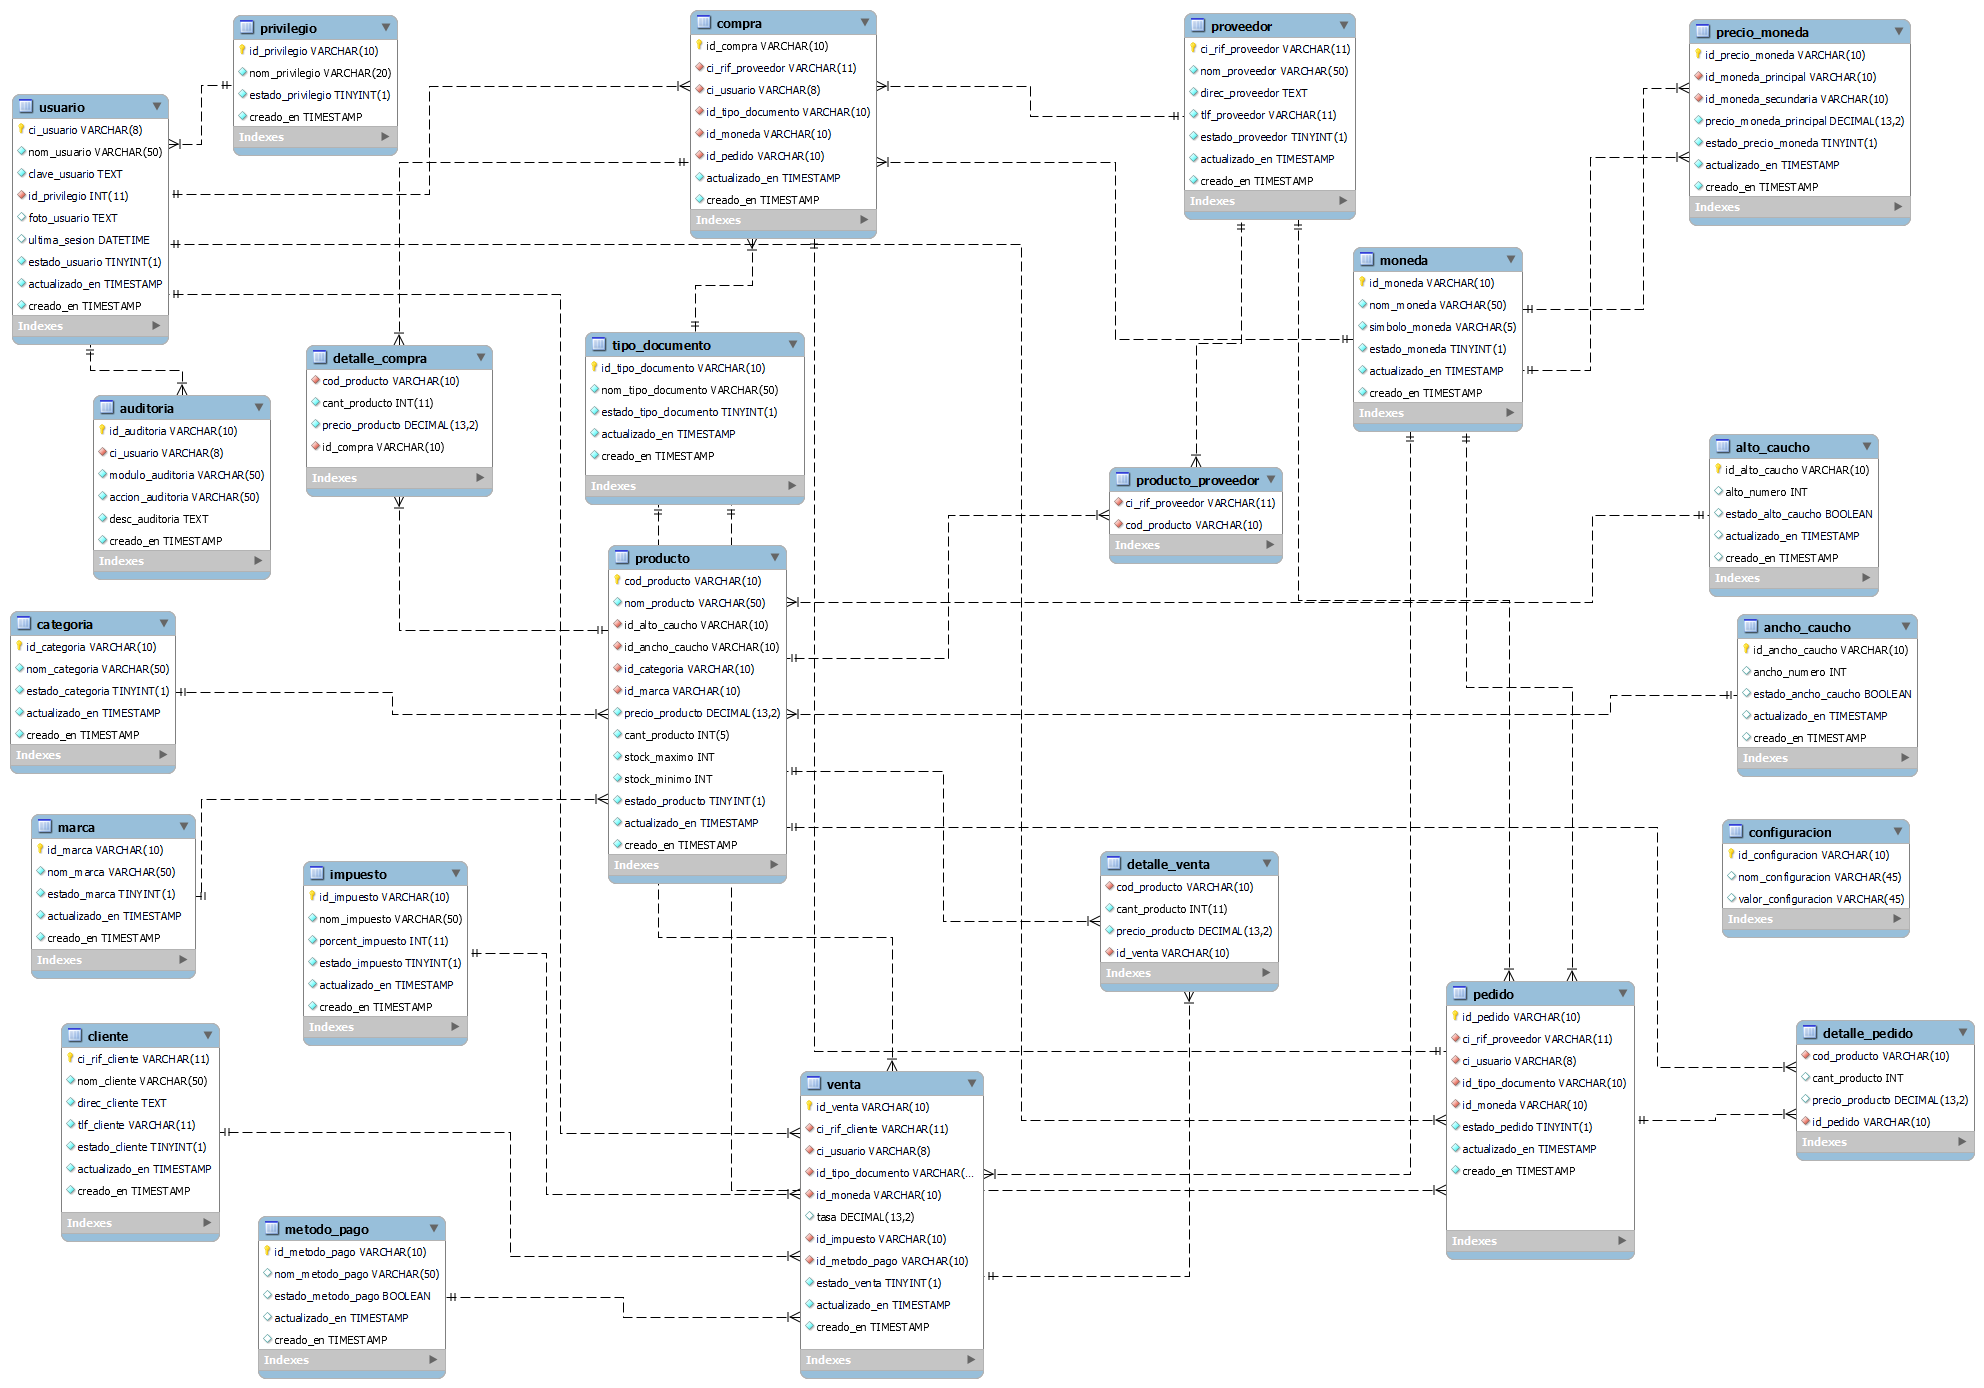 privilegio
id_privilegio VARCHAR(10)
nom_privilegio VARCHAR(20)
estado_privilegio TINYINT(1)
creado_en TIMESTAMP
Indexes
compra
id_compra VARCHAR(10)
ci_rif_proveedor VARCHAR(11)
ci_usuario VARCHAR(8)
id_tipo_documento VARCHAR(10)
id_moneda VARCHAR(10)
id_pedido VARCHAR(10)
actualizado_en TIMESTAMP
creado_en TIMESTAMP
Indexes
proveedor
ci_rif_proveedor VARCHAR(11)
nom_proveedor VARCHAR(50)
direc_proveedor TEXT
tlf_proveedor VARCHAR(11)
estado_proveedor TINYINT(1)
actualizado_en TIMESTAMP
creado_en TIMESTAMP
Indexes
precio_moneda
id_precio_moneda VARCHAR(10)
id_moneda_principal VARCHAR(10)
id_moneda_secundaria VARCHAR(10)
precio_moneda_principal DECIMAL(13,2)
estado_precio_moneda TINYINT(1)
actualizado_en TIMESTAMP
creado_en TIMESTAMP
Indexes
usuario
ci_usuario VARCHAR(8)
nom_usuario VARCHAR(50)
clave_usuario TEXT
id_privilegio INT(11)
foto_usuario TEXT
ultima_sesion DATETIME
estado_usuario TINYINT(1)
actualizado_en TIMESTAMP
creado_en TIMESTAMP
Indexes
moneda
id_moneda VARCHAR(10)
nom_moneda VARCHAR(50)
simbolo_moneda VARCHAR(5)
estado_moneda TINYINT(1)
actualizado_en TIMESTAMP
creado_en TIMESTAMP
Indexes
detalle_compra
cod_producto VARCHAR(10)
cant_producto INT(11)
precio_producto DECIMAL(13,2)
id_compra VARCHAR(10)
Indexes
tipo_documento
id_tipo_documento VARCHAR(10)
nom_tipo_documento VARCHAR(50)
estado_tipo_documento TINYINT(1)
actualizado_en TIMESTAMP
creado_en TIMESTAMP
Indexes
auditoria
id_auditoria VARCHAR(10)
ci_usuario VARCHAR(8)
modulo_auditoria VARCHAR(50)
accion_auditoria VARCHAR(50)
desc_auditoria TEXT
creado_en TIMESTAMP
Indexes
producto_proveedor
ci_rif_proveedor VARCHAR(11)
cod_producto VARCHAR(10)
Indexes
alto_caucho
id_alto_caucho VARCHAR(10)
alto_numero INT
estado_alto_caucho BOOLEAN
actualizado_en TIMESTAMP
creado_en TIMESTAMP
Indexes
producto
cod_producto VARCHAR(10)
nom_producto VARCHAR(50)
id_alto_caucho VARCHAR(10)
id_ancho_caucho VARCHAR(10)
id_categoria VARCHAR(10)
id_marca VARCHAR(10)
precio_producto DECIMAL(13,2)
cant_producto INT(5)
stock_maximo INT
stock_minimo INT
estado_producto TINYINT(1)
actualizado_en TIMESTAMP
creado_en TIMESTAMP
Indexes
categoria
id_categoria VARCHAR(10)
nom_categoria VARCHAR(50)
estado_categoria TINYINT(1)
actualizado_en TIMESTAMP
creado_en TIMESTAMP
Indexes
ancho_caucho
id_ancho_caucho VARCHAR(10)
ancho_numero INT
estado_ancho_caucho BOOLEAN
actualizado_en TIMESTAMP
creado_en TIMESTAMP
Indexes
marca
id_marca VARCHAR(10)
nom_marca VARCHAR(50)
estado_marca TINYINT(1)
actualizado_en TIMESTAMP
creado_en TIMESTAMP
Indexes
impuesto
id_impuesto VARCHAR(10)
nom_impuesto VARCHAR(50)
porcent_impuesto INT(11)
estado_impuesto TINYINT(1)
actualizado_en TIMESTAMP
creado_en TIMESTAMP
Indexes
detalle_venta
cod_producto VARCHAR(10)
cant_producto INT(11)
precio_producto DECIMAL(13,2)
id_venta VARCHAR(10)
Indexes
configuracion
id_configuracion VARCHAR(10)
nom_configuracion VARCHAR(45)
valor_configuracion VARCHAR(45)
Indexes
pedido
id_pedido VARCHAR(10)
ci_rif_proveedor VARCHAR(11)
ci_usuario VARCHAR(8)
id_tipo_documento VARCHAR(10)
id_moneda VARCHAR(10)
estado_pedido TINYINT(1)
actualizado_en TIMESTAMP
creado_en TIMESTAMP
Indexes
detalle_pedido
cod_producto VARCHAR(10)
cant_producto INT
precio_producto DECIMAL(13,2)
id_pedido VARCHAR(10)
Indexes
cliente
ci_rif_cliente VARCHAR(11)
nom_cliente VARCHAR(50)
direc_cliente TEXT
tlf_cliente VARCHAR(11)
estado_cliente TINYINT(1)
actualizado_en TIMESTAMP
creado_en TIMESTAMP
Indexes
venta
id_venta VARCHAR(10)
ci_rif_cliente VARCHAR(11)
ci_usuario VARCHAR(8)
id_tipo_documento VARCHAR(...
id_moneda VARCHAR(10)
tasa DECIMAL(13,2)
id_impuesto VARCHAR(10)
id_metodo_pago VARCHAR(10)
estado_venta TINYINT(1)
actualizado_en TIMESTAMP
creado_en TIMESTAMP
Indexes
metodo_pago
id_metodo_pago VARCHAR(10)
nom_metodo_pago VARCHAR(50)
estado_metodo_pago BOOLEAN
actualizado_en TIMESTAMP
creado_en TIMESTAMP
Indexes